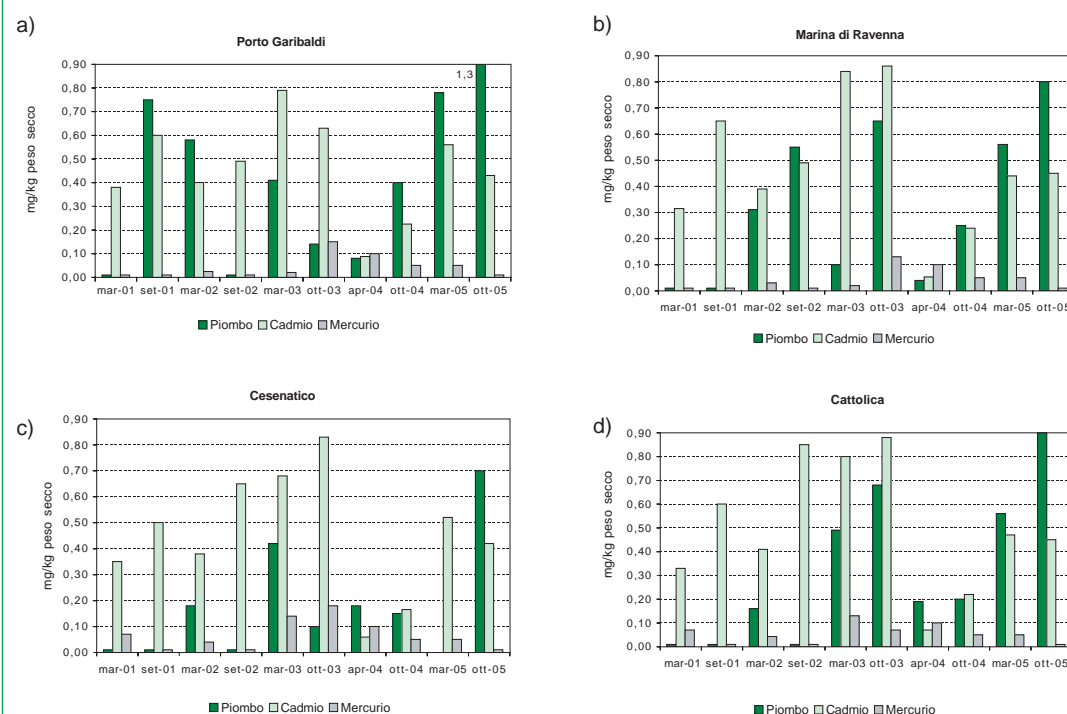 a)
Porto Garibaldi
mg/kg peso secco
0,90
0,80
0,70
0,60
0,50
0,40
0,30
0,20
0,10
0,00
1,3
mar-01 set-01 mar-02 set-02 mar-03 ott-03 apr-04 ott-04 mar-05 ott-05
Piombo Cadmio Mercurio
b)
Marina di Ravenna
mg/kg peso secco
0,90
0,80
0,70
0,60
0,50
0,40
0,30
0,20
0,10
0,00
mar-01 set-01 mar-02 set-02 mar-03 ott-03 apr-04 ott-04 mar-05 ott-05
Piombo Cadmio Mercurio
c)
Cesenatico
mg/kg peso secco
0,90
0,80
0,70
0,60
0,50
0,40
0,30
0,20
0,10
0,00
mar-01 set-01 mar-02 set-02 mar-03 ott-03 apr-04 ott-04 mar-05 ott-05
Piombo Cadmio Mercurio
d)
Cattolica
mg/kg peso secco
0,90
0,80
0,70
0,60
0,50
0,40
0,30
0,20
0,10
0,00
mar-01 set-01 mar-02 set-02 mar-03 ott-03 apr-04 ott-04 mar-05 ott-05
Piombo Cadmio Mercurio